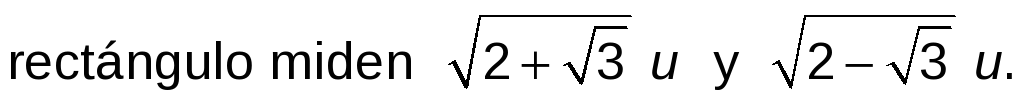 rectángulo miden √(2 + √3) u y √(2 − √3) u.